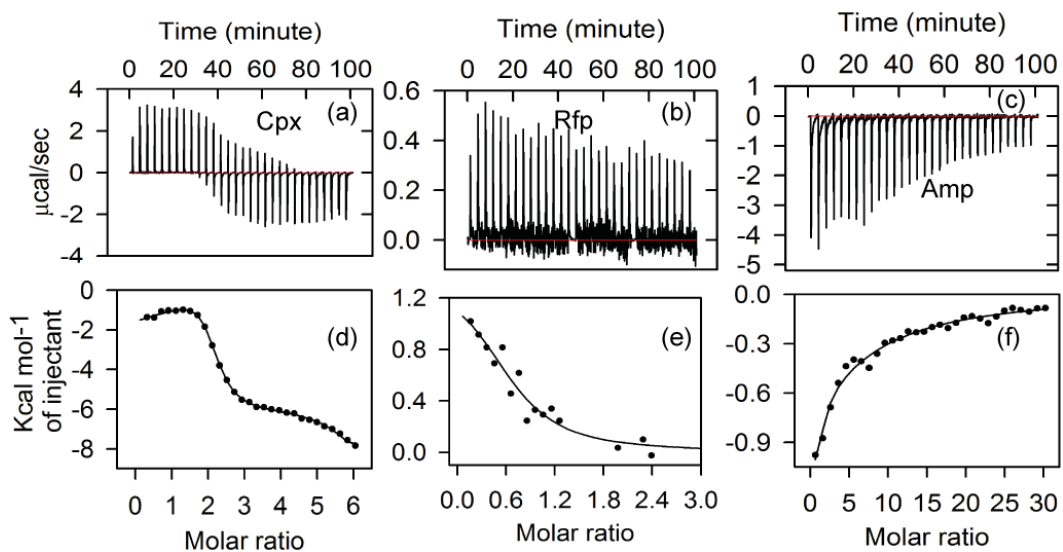 Time (minute) Time (minute) Time (minute)
0 20 40 60 80 100 0 20 40 60 80 100 0 20 40 60 80 100
μcal/sec
4
2
0
-2
-4
Cpx
(a)
0.6
0.4
0.2
0.0
Rfp
(b)
1
0
-1
-2
-3
-4
-5
(c)
Amp
Kcal mol-1
of injectant
0
-2
-4
-6
-8
(d)
0 1 2 3 4 5 6
Molar ratio
1.2
0.8
0.4
0.0
(e)
0.0 0.6 1.2 1.8 2.4 3.0
Molar ratio
0.0
-0.3
-0.6
-0.9
(f)
0 5 10 15 20 25 30
Molar ratio